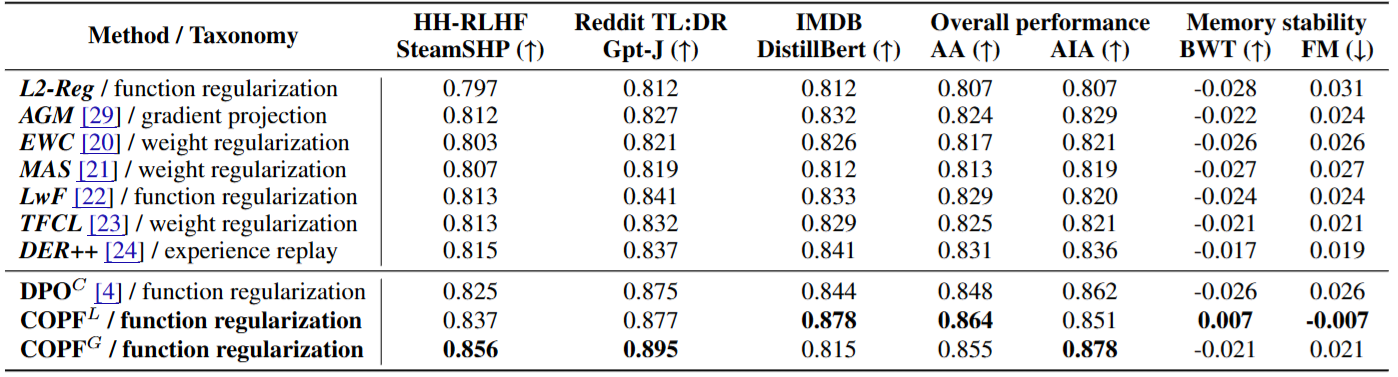 Method / Taxonomy HH-RLHF Reddit TL:DR IMDB Overall performance Memory stability
SteamSHP (↑) Gpt-J (↑) DistillBert (↑) AA (↑) AIA (↑) BWT (↑) FM (↓)
L2-Reg / function regularization 0.797 0.812 0.812 0.807 0.807 -0.028 0.031
AGM [29] / gradient projection 0.812 0.827 0.832 0.824 0.829 -0.022 0.024
EWC [20] / weight regularization 0.803 0.821 0.826 0.817 0.821 -0.026 0.026
MAS [21] / weight regularization 0.807 0.819 0.812 0.813 0.819 -0.027 0.027
LwF [22] / function regularization 0.813 0.841 0.833 0.829 0.820 -0.024 0.024
TFCL [23] / weight regularization 0.813 0.832 0.829 0.825 0.821 -0.021 0.021
DER++ [24] / experience replay 0.815 0.837 0.841 0.831 0.836 -0.017 0.019
DPO^C [4] / function regularization 0.825 0.875 0.844 0.848 0.862 -0.026 0.026
COPF^L / function regularization 0.837 0.877 0.878 0.864 0.851 0.007 -0.007
COPF^G / function regularization 0.856 0.895 0.815 0.855 0.878 -0.021 0.021